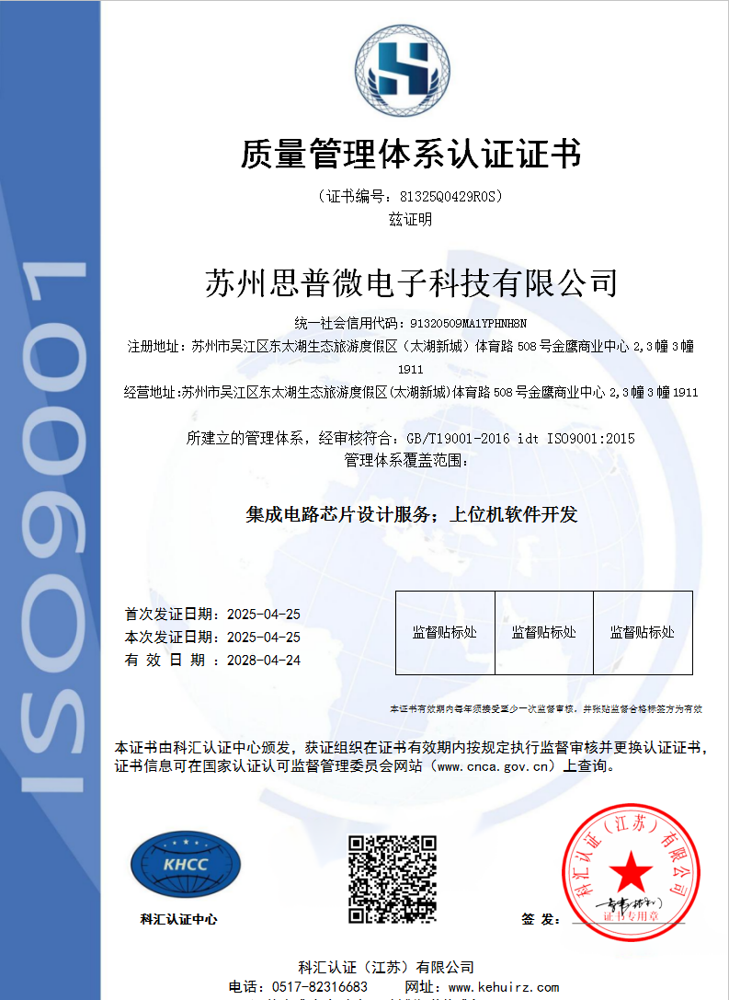 质量管理体系认证证书
（证书编号：81325Q0429R0S）
兹证明
苏州思普微电子科技有限公司
统一社会信用代码：91320509MA1YPHNH8N
注册地址：苏州市吴江区东太湖生态旅游度假区（太湖新城）体育路 508 号金鹰商业中心 2,3 幢 3 幢
1911
经营地址:苏州市吴江区东太湖生态旅游度假区(太湖新城)体育路 508 号金鹰商业中心 2,3 幢 3 幢 1911
所建立的管理体系，经审核符合：GB/T19001-2016 idt ISO9001:2015
管理体系覆盖范围：
集成电路芯片设计服务；上位机软件开发
首次发证日期：2025-04-25
本次发证日期：2025-04-25
有 效 日 期 ：2028-04-24
监督贴标处 监督贴标处 监督贴标处
本证书有效期内每年须接受至少一次监督审核，并张贴监督合格标签方为有效
本证书由科汇认证中心颁发，获证组织在证书有效期内按规定执行监督审核并更换认证证书，
证书信息可在国家认证认可监督管理委员会网站（www.cnca.gov.cn）上查询。
ISO9001
KHCC
科汇认证中心
签 发：
科汇认证（江苏）有限公司
证书专用章
科汇认证（江苏）有限公司
电话：0517-82316683 网址：www.kehuirz.com